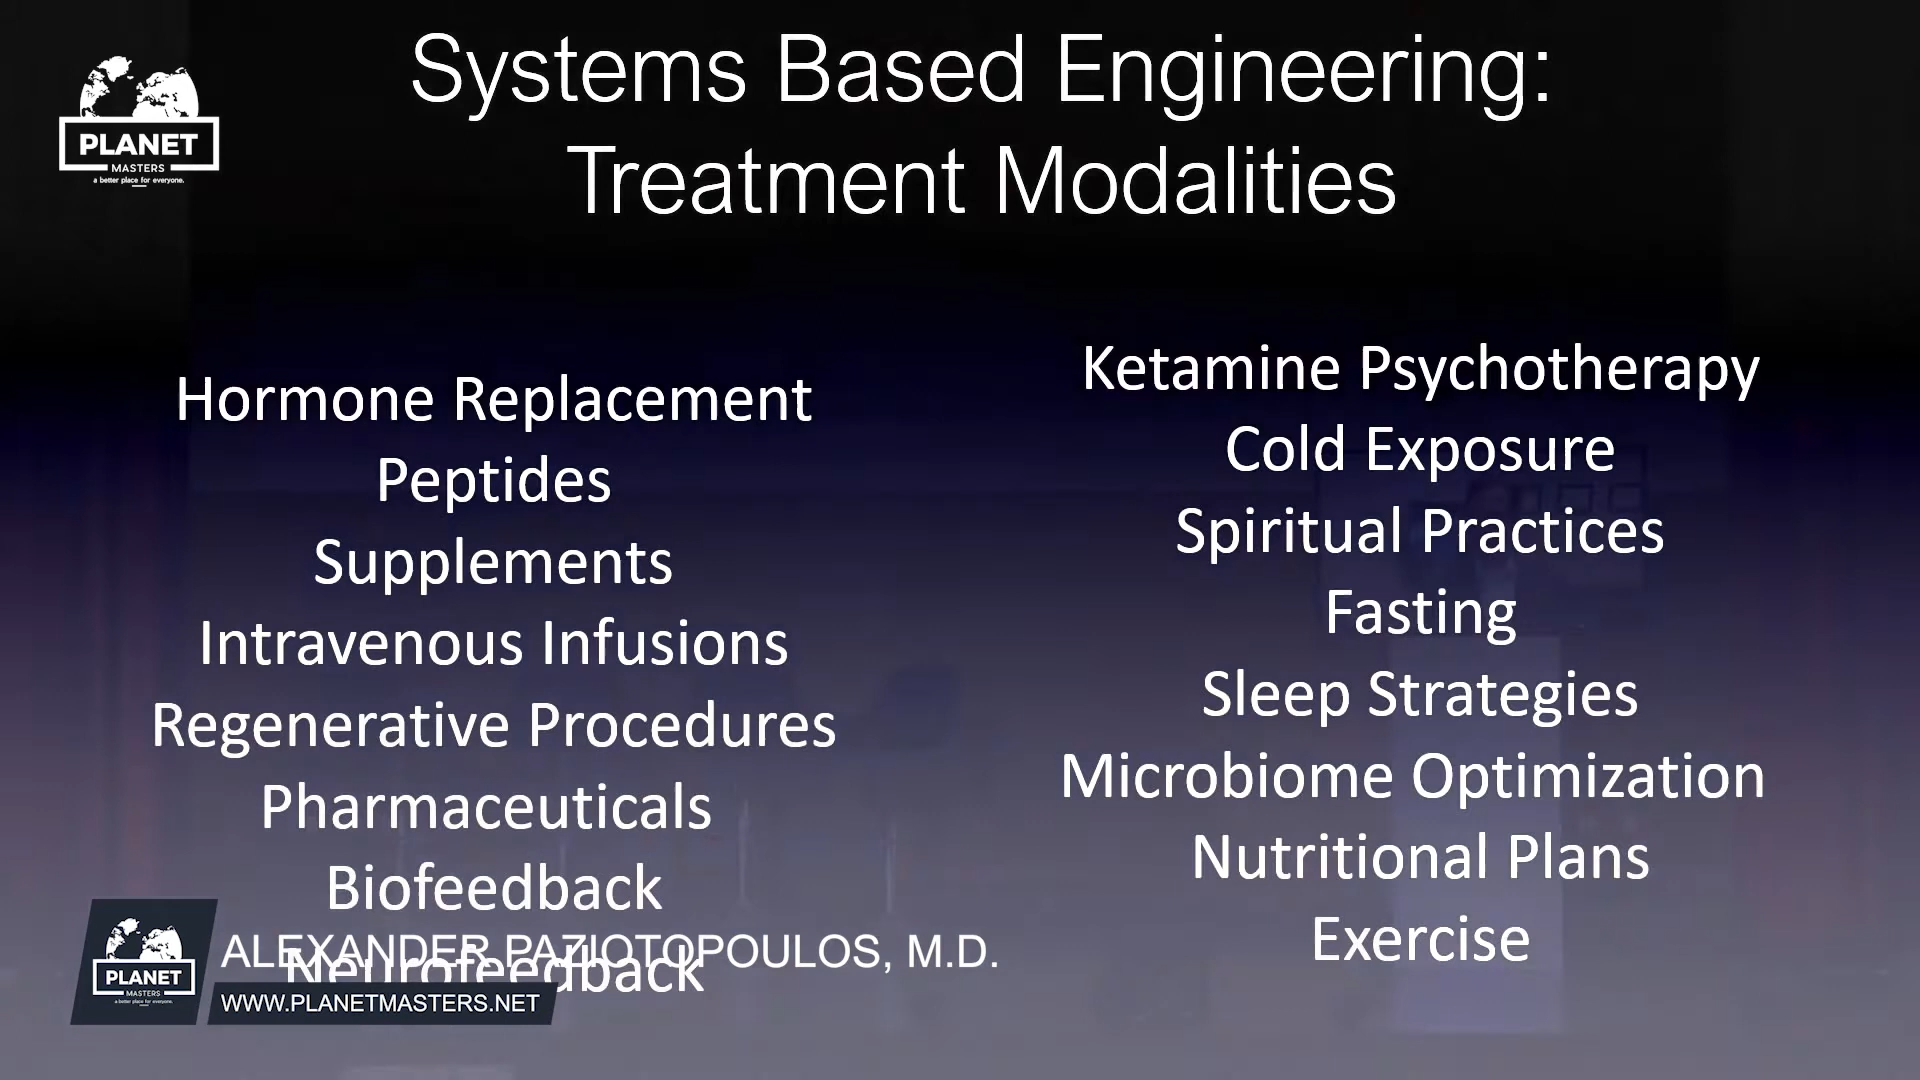 PLANET
MASTERS
a better place for everyone.
Systems Based Engineering:
Treatment Modalities
Hormone Replacement
Peptides
Supplements
Intravenous Infusions
Regenerative Procedures
Pharmaceuticals
Biofeedback
Neurofeedback
Ketamine Psychotherapy
Cold Exposure
Spiritual Practices
Fasting
Sleep Strategies
Microbiome Optimization
Nutritional Plans
Exercise
PLANET
MASTERS
a better place for everyone.
ALEXANDER PAZIOTOPOULOS, M.D.
WWW.PLANETMASTERS.NET